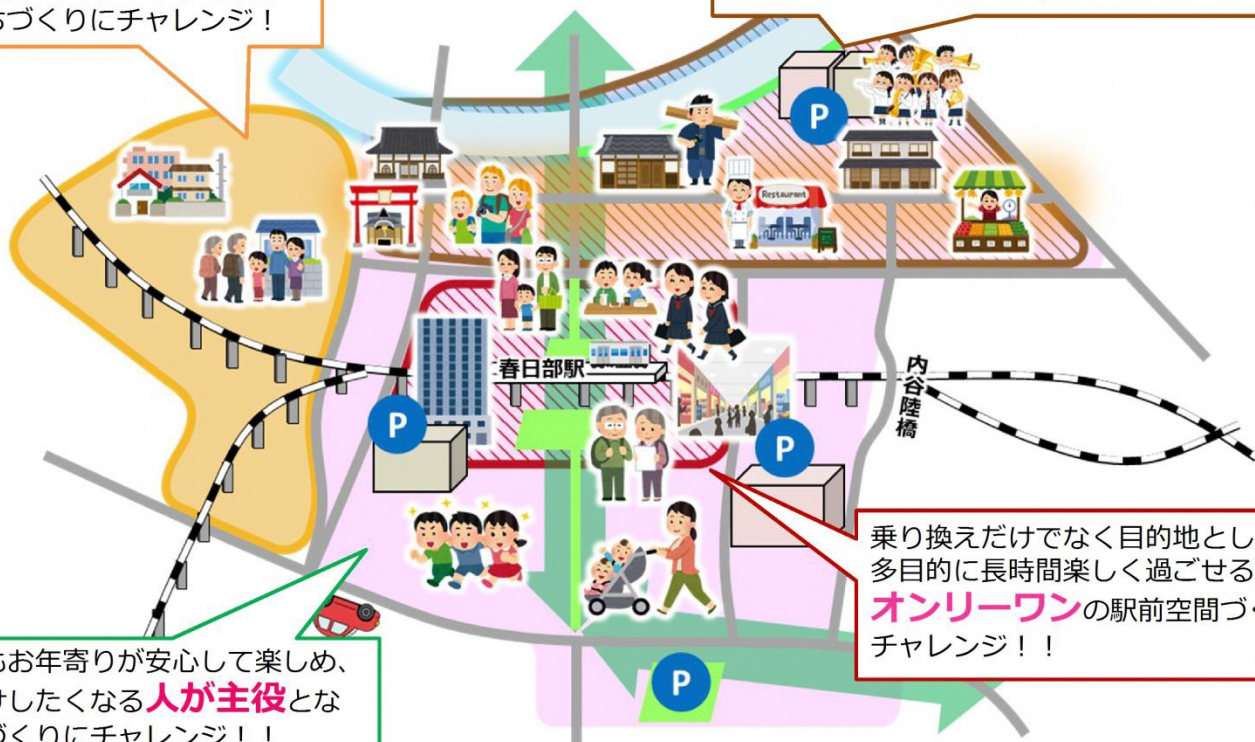 ちづくりにチャレンジ！
P
Restaurant
春日部駅
内谷陸橋
P
P
乗り換えだけでなく目的地とし
多目的に長時間楽しく過ごせる
オンリーワンの駅前空間づく
チャレンジ！！
もお年寄りが安心して楽しめ、
けしたくなる人が主役とな
づくりにチャレンジ！！
P